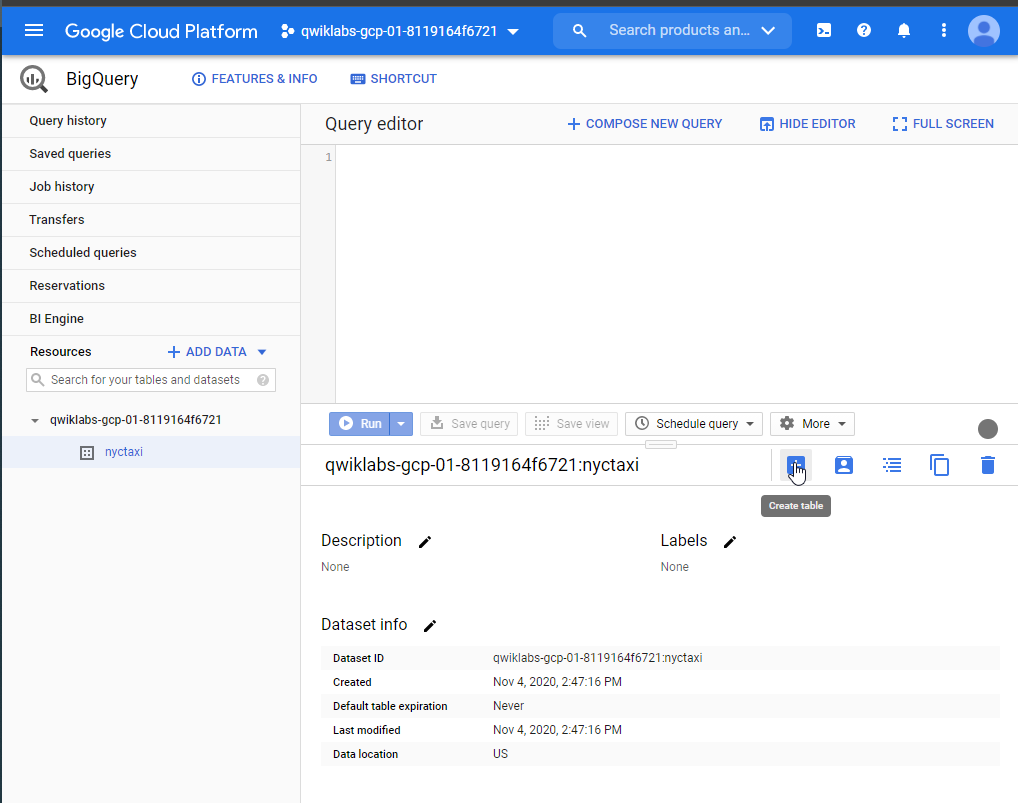 Google Cloud Platform
qwiklabs-gcp-01-8119164f6721
Search products an...
BigQuery
FEATURES & INFO
SHORTCUT
Query history
Saved queries
Job history
Transfers
Scheduled queries
Reservations
BI Engine
Resources
ADD DATA
Search for your tables and datasets
qwiklabs-gcp-01-8119164f6721
nyctaxi
Query editor
COMPOSE NEW QUERY
HIDE EDITOR
FULL SCREEN
1
Run
Save query
Save view
Schedule query
More
qwiklabs-gcp-01-8119164f6721:nyctaxi
Create table
Description
None
Labels
None
Dataset info
Dataset ID qwiklabs-gcp-01-8119164f6721:nyctaxi
Created Nov 4, 2020, 2:47:16 PM
Default table expiration Never
Last modified Nov 4, 2020, 2:47:16 PM
Data location US